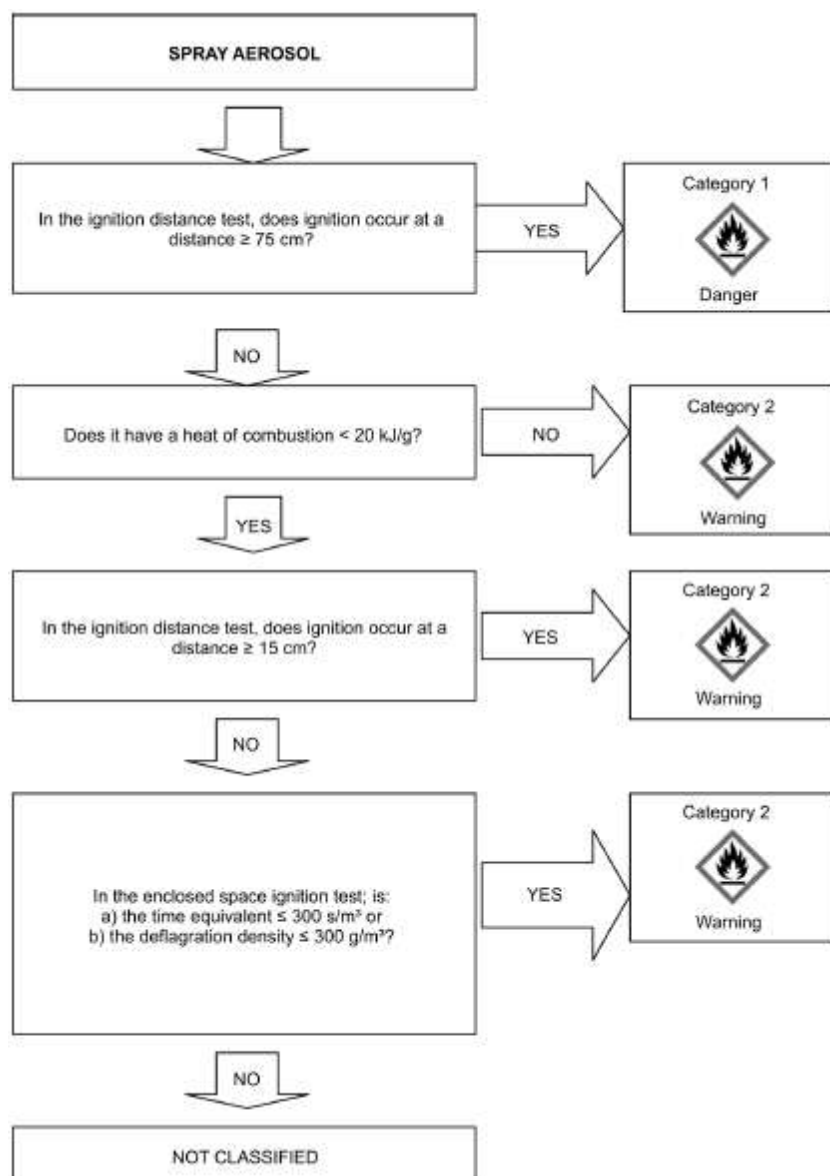 SPRAY AEROSOL
In the ignition distance test, does ignition occur at a
distance ≥ 75 cm?
YES
Category 1
Danger
NO
Does it have a heat of combustion < 20 kJ/g?
NO
Category 2
Warning
YES
In the ignition distance test, does ignition occur at a
distance ≥ 15 cm?
YES
Category 2
Warning
NO
In the enclosed space ignition test; is:
a) the time equivalent ≤ 300 s/m³ or
b) the deflagration density ≤ 300 g/m³?
YES
Category 2
Warning
NO
NOT CLASSIFIED